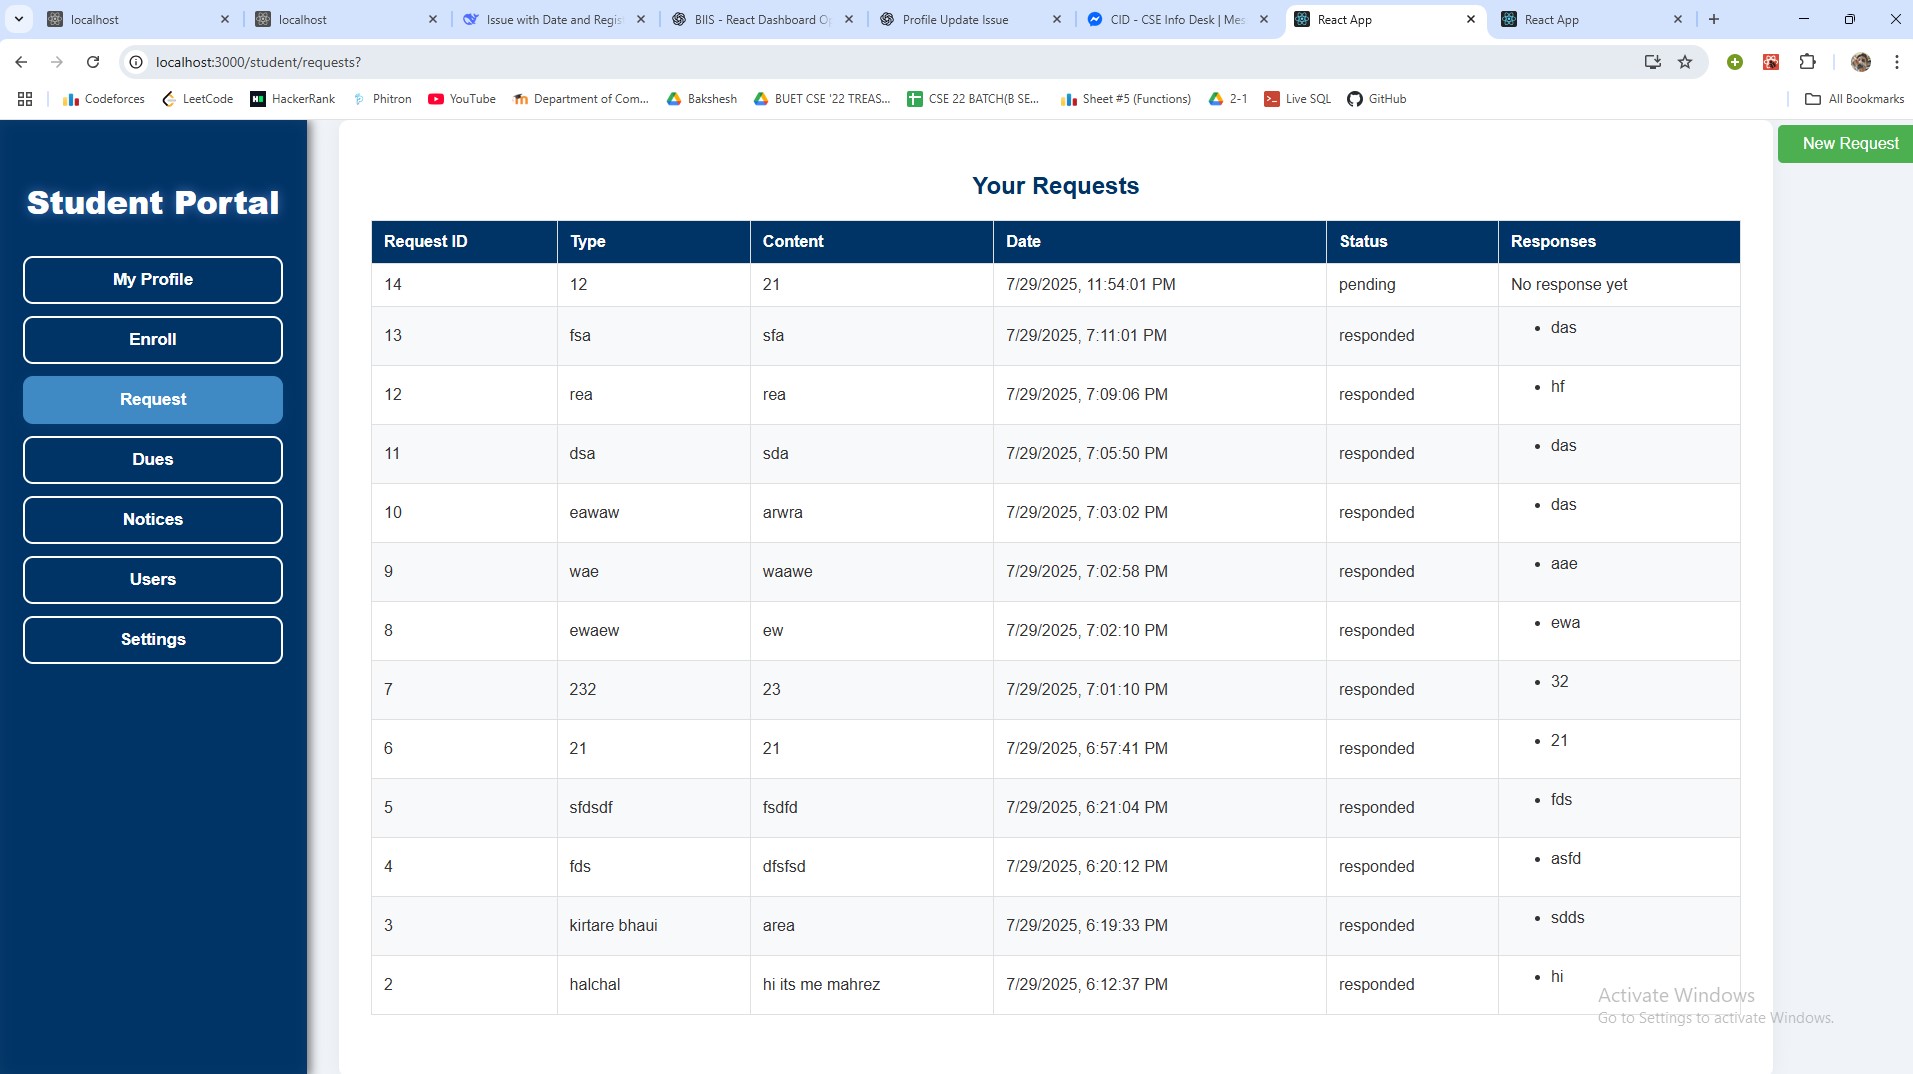 localhost
localhost
Issue with Date and Regis
BIIS - React Dashboard O
Profile Update Issue
CID - CSE Info Desk | Mes
React App
React App
localhost:3000/student/requests?
Codeforces
LeetCode
HackerRank
Phitron
YouTube
Department of Com...
Bakshesh
BUET CSE '22 TREAS...
CSE 22 BATCH(B SE...
Sheet #5 (Functions)
2-1
Live SQL
GitHub
All Bookmarks
Student Portal
My Profile
Enroll
Request
Dues
Notices
Users
Settings
New Request
Your Requests
Request ID Type Content Date Status Responses
14 12 21 7/29/2025, 11:54:01 PM pending No response yet
13 fsa sfa 7/29/2025, 7:11:01 PM responded • das
12 rea rea 7/29/2025, 7:09:06 PM responded • hf
11 dsa sda 7/29/2025, 7:05:50 PM responded • das
10 eawaw arwra 7/29/2025, 7:03:02 PM responded • das
9 wae waawe 7/29/2025, 7:02:58 PM responded • aae
8 ewaew ew 7/29/2025, 7:02:10 PM responded • ewa
7 232 23 7/29/2025, 7:01:10 PM responded • 32
6 21 21 7/29/2025, 6:57:41 PM responded • 21
5 sfdsdf fsdfd 7/29/2025, 6:21:04 PM responded • fds
4 fds dfsfsd 7/29/2025, 6:20:12 PM responded • asfd
3 kirtare bhaui area 7/29/2025, 6:19:33 PM responded • sdds
2 halchal hi its me mahrez 7/29/2025, 6:12:37 PM responded • hi
Activate Windows
Go to Settings to activate Windows.